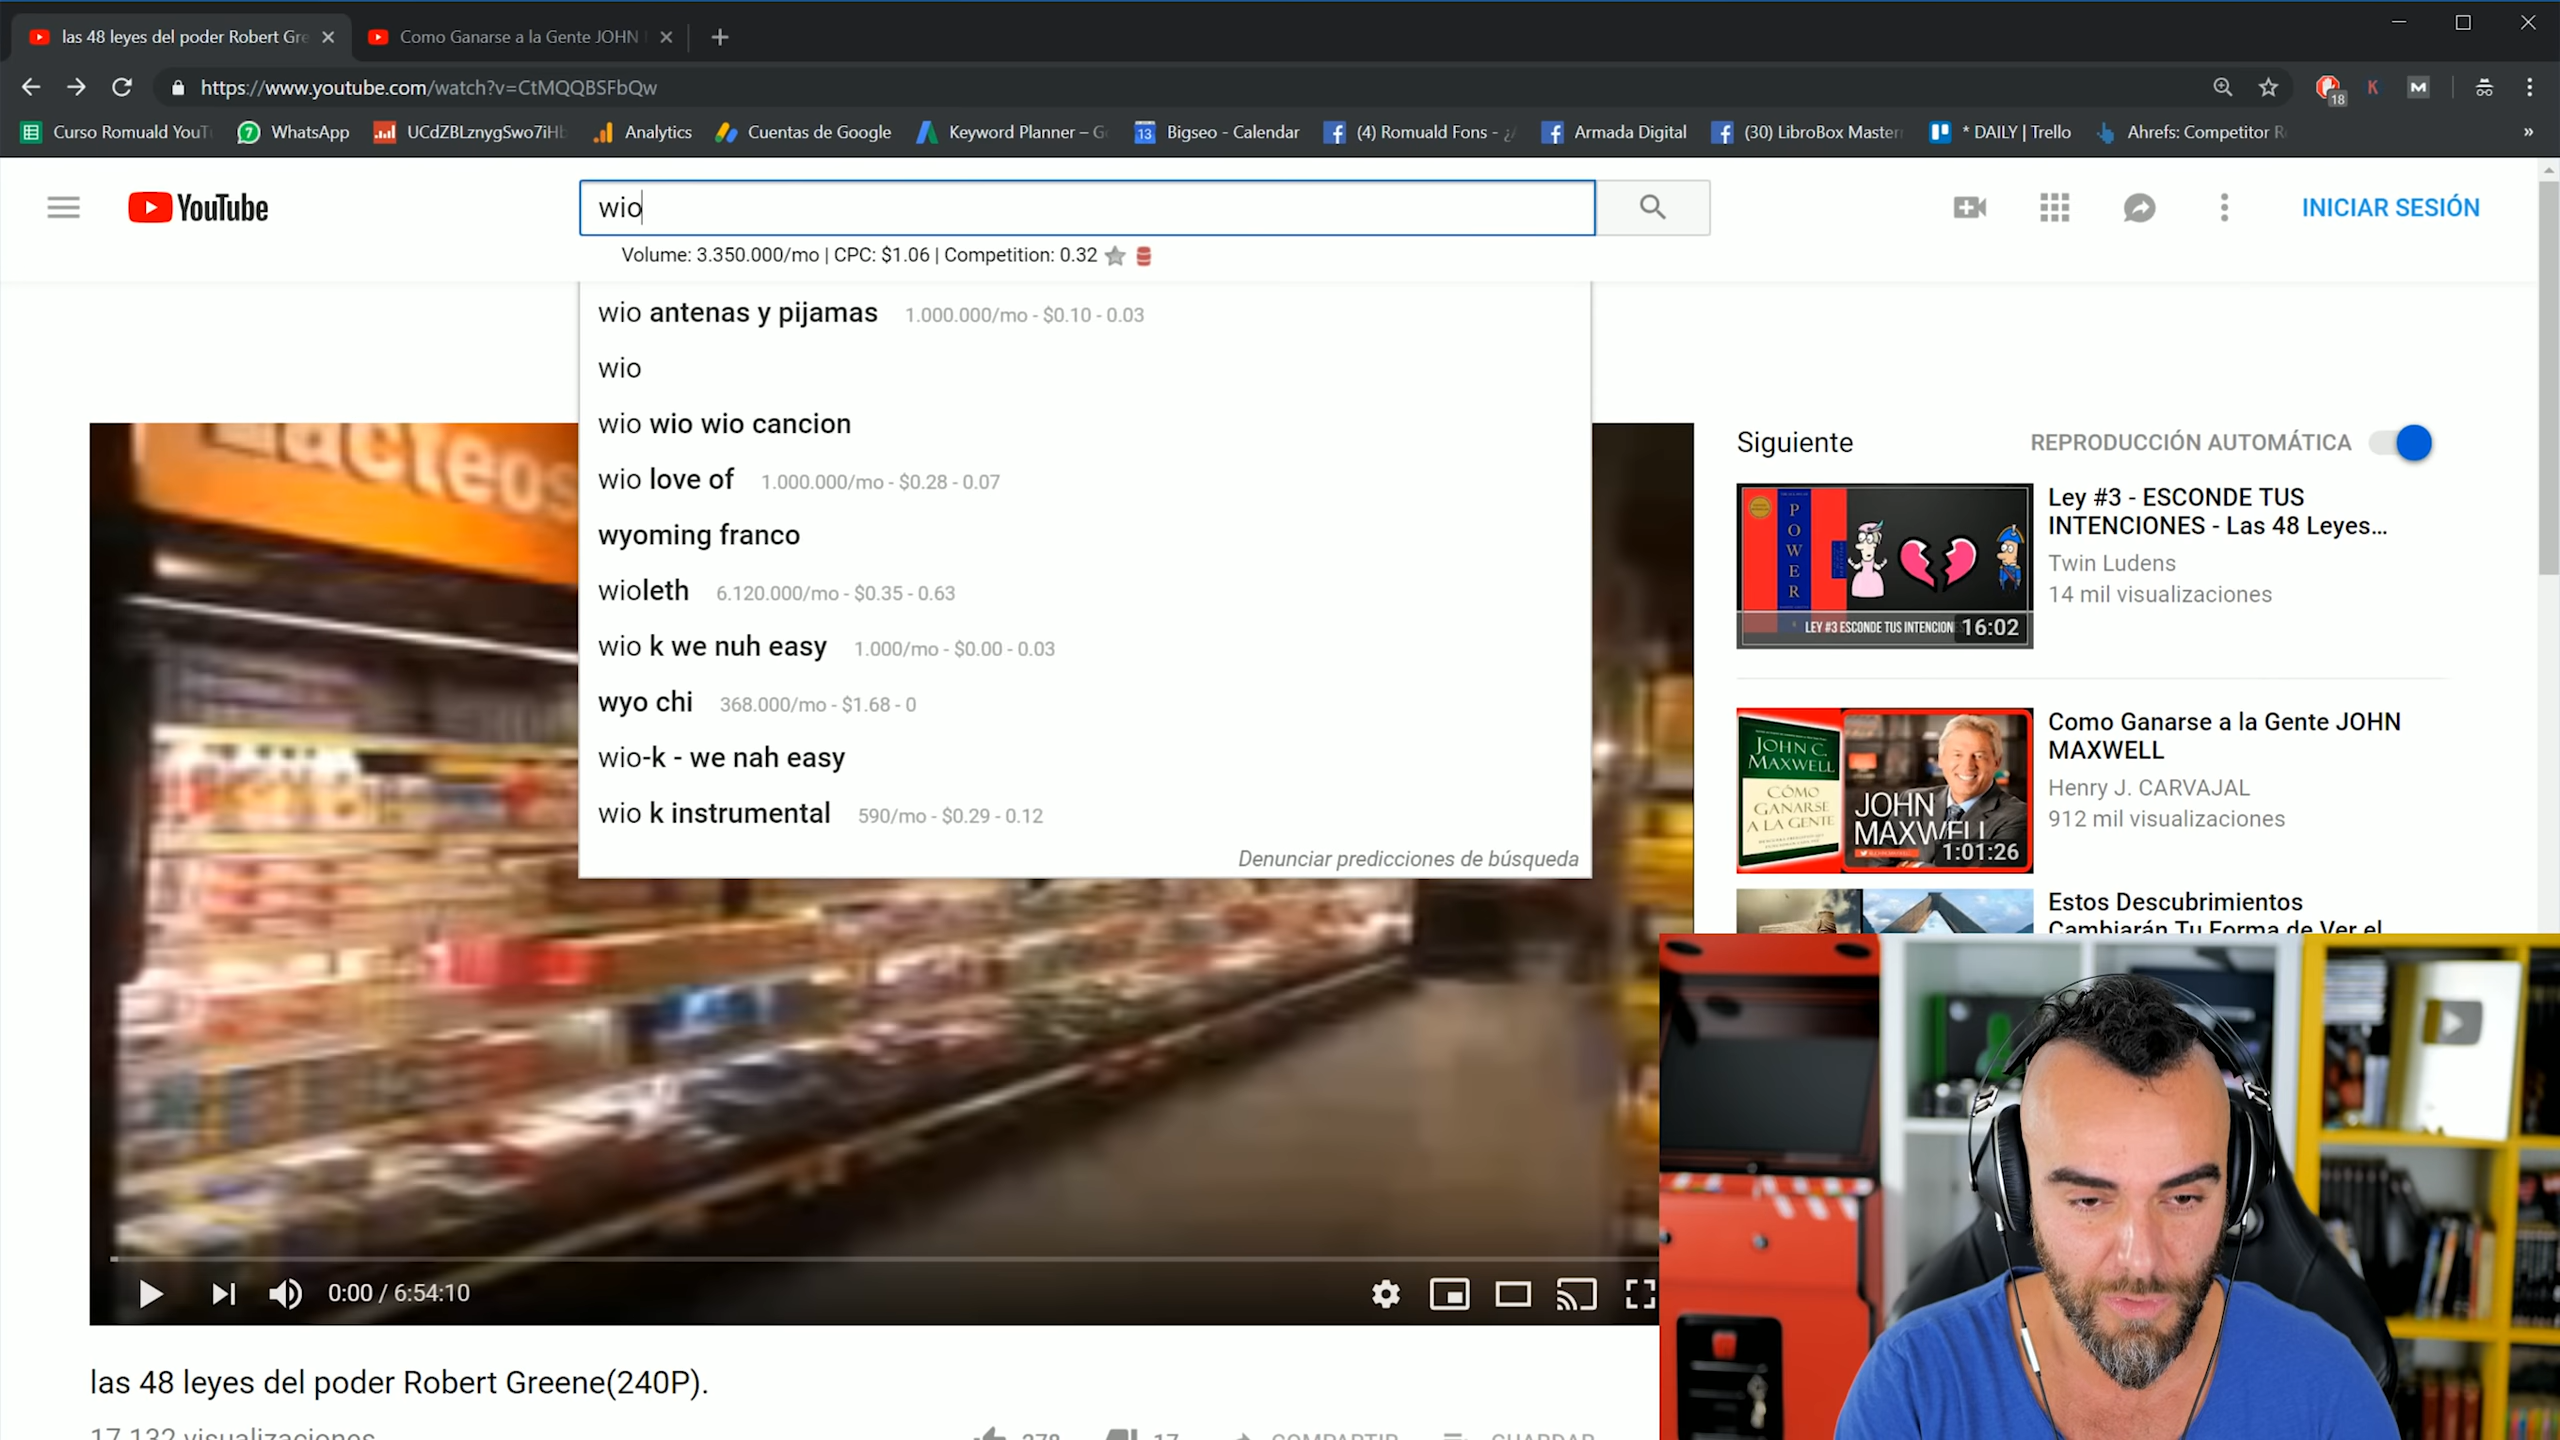 las 48 leyes del poder Robert Gre
Como Ganarse a la Gente JOHN
https://www.youtube.com/watch?v=CtMQQBSFbQw
18
K
M
Curso Romuald YouT
7
WhatsApp
UCdZBLznygSwo7iHb
Analytics
Cuentas de Google
Keyword Planner – G
13
Bigseo - Calendar
(4) Romuald Fons - ¿
Armada Digital
(30) LibroBox Master
* DAILY | Trello
Ahrefs: Competitor R
»
YouTube
wio
INICIAR SESIÓN
Volume: 3.350.000/mo | CPC: $1.06 | Competition: 0.32
wio antenas y pijamas 1.000.000/mo - $0.10 - 0.03
wio
wio wio wio cancion
wio love of 1.000.000/mo - $0.28 - 0.07
wyoming franco
wioleth 6.120.000/mo - $0.35 - 0.63
wio k we nuh easy 1.000/mo - $0.00 - 0.03
wyo chi 368.000/mo - $1.68 - 0
wio-k - we nah easy
wio k instrumental 590/mo - $0.29 - 0.12
Denunciar predicciones de búsqueda
Lácteos
Siguiente
REPRODUCCIÓN AUTOMÁTICA
POWER
LEY #3 ESCONDE TUS INTENCION
16:02
Ley #3 - ESCONDE TUS
INTENCIONES - Las 48 Leyes...
Twin Ludens
14 mil visualizaciones
JOHN C.
MAXWELL
CÓMO
GANARSE
A LA GENTE
JOHN
MAXWELL
1:01:26
Como Ganarse a la Gente JOHN
MAXWELL
Henry J. CARVAJAL
912 mil visualizaciones
Estos Descubrimientos
Cambiarán Tu Forma de Ver el
0:00 / 6:54:10
las 48 leyes del poder Robert Greene(240P).
17.132 visualizaciones
278
17
COMPARTIR
GUARDAR